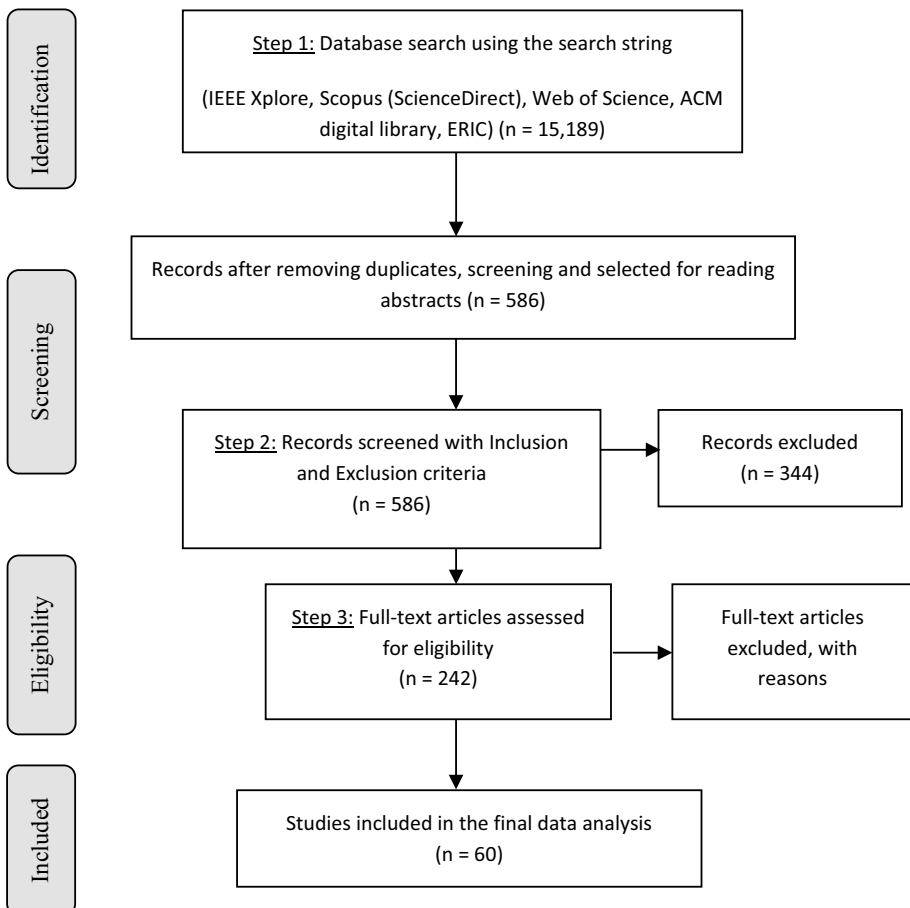 Identification
Step 1: Database search using the search string
(IEEE Xplore, Scopus (ScienceDirect), Web of Science, ACM
digital library, ERIC) (n = 15,189)
Screening
Records after removing duplicates, screening and selected for reading
abstracts (n = 586)
Step 2: Records screened with Inclusion
and Exclusion criteria
(n = 586)
Records excluded
(n = 344)
Eligibility
Step 3: Full-text articles assessed
for eligibility
(n = 242)
Full-text articles
excluded, with
reasons
Included
Studies included in the final data analysis
(n = 60)